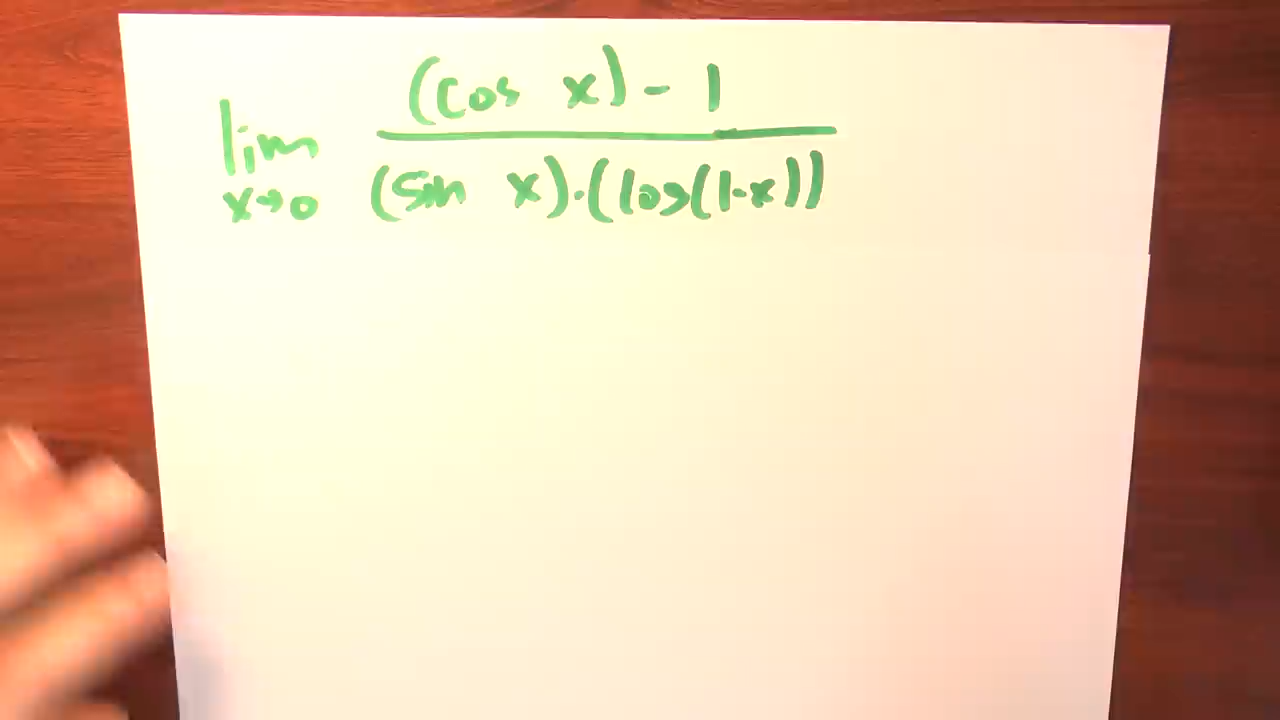 (cos x) - 1
lim
x→0 (sin x)·(log(1-x))